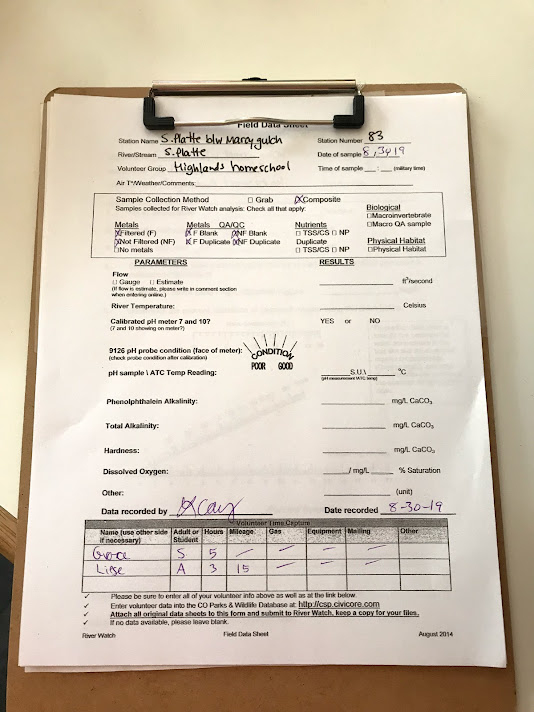 Field Data Sheet
Station Name S. Platte blw Marcy gulch Station Number 83
River/Stream S. Platte Date of sample 8,30,19
Volunteer Group Highlands homeschool Time of sample __:__ (military time)
Air T°/Weather/Comments:
Sample Collection Method □ Grab ☒Composite
Samples collected for River Watch analysis: Check all that apply:
Biological
□Macroinvertebrate
□Macro QA sample
Metals Metals QA/QC Nutrients
☒Filtered (F) ☒F Blank ☒NF Blank □ TSS/CS □ NP
☒Not Filtered (NF) ☒F Duplicate ☒NF Duplicate Duplicate Physical Habitat
□No metals □ TSS/CS □ NP □Physical Habitat
PARAMETERS RESULTS
Flow
□ Gauge □ Estimate ft³/second
(If flow is estimate, please write in comment section
when entering online.)
River Temperature: Celsius
Calibrated pH meter 7 and 10? YES or NO
(7 and 10 showing on meter?)
9126 pH probe condition (face of meter):
(check probe condition after calibration)
CONDITION
POOR GOOD
pH sample \ ATC Temp Reading: S.U.\ °C
(pH measurement \ATC temp)
Phenolphthalein Alkalinity: mg/L CaCO₃
Total Alkalinity: mg/L CaCO₃
Hardness: mg/L CaCO₃
Dissolved Oxygen: / mg/L % Saturation
Other: (unit)
Data recorded by Date recorded 8-30-19
Volunteer Time Capture
Name (use other side if necessary) Adult or Student Hours Mileage Gas Equipment Mailing Other
Grace S 5 — — — —
Liese A 3 15 — — —
✓ Please be sure to enter all of your volunteer info above as well as at the link below.
✓ Enter volunteer data into the CO Parks & Wildlife Database at: http://csp.civicore.com
✓ Attach all original data sheets to this form and submit to River Watch, keep a copy for your files.
✓ If no data available, please leave blank.
River Watch Field Data Sheet August 2014